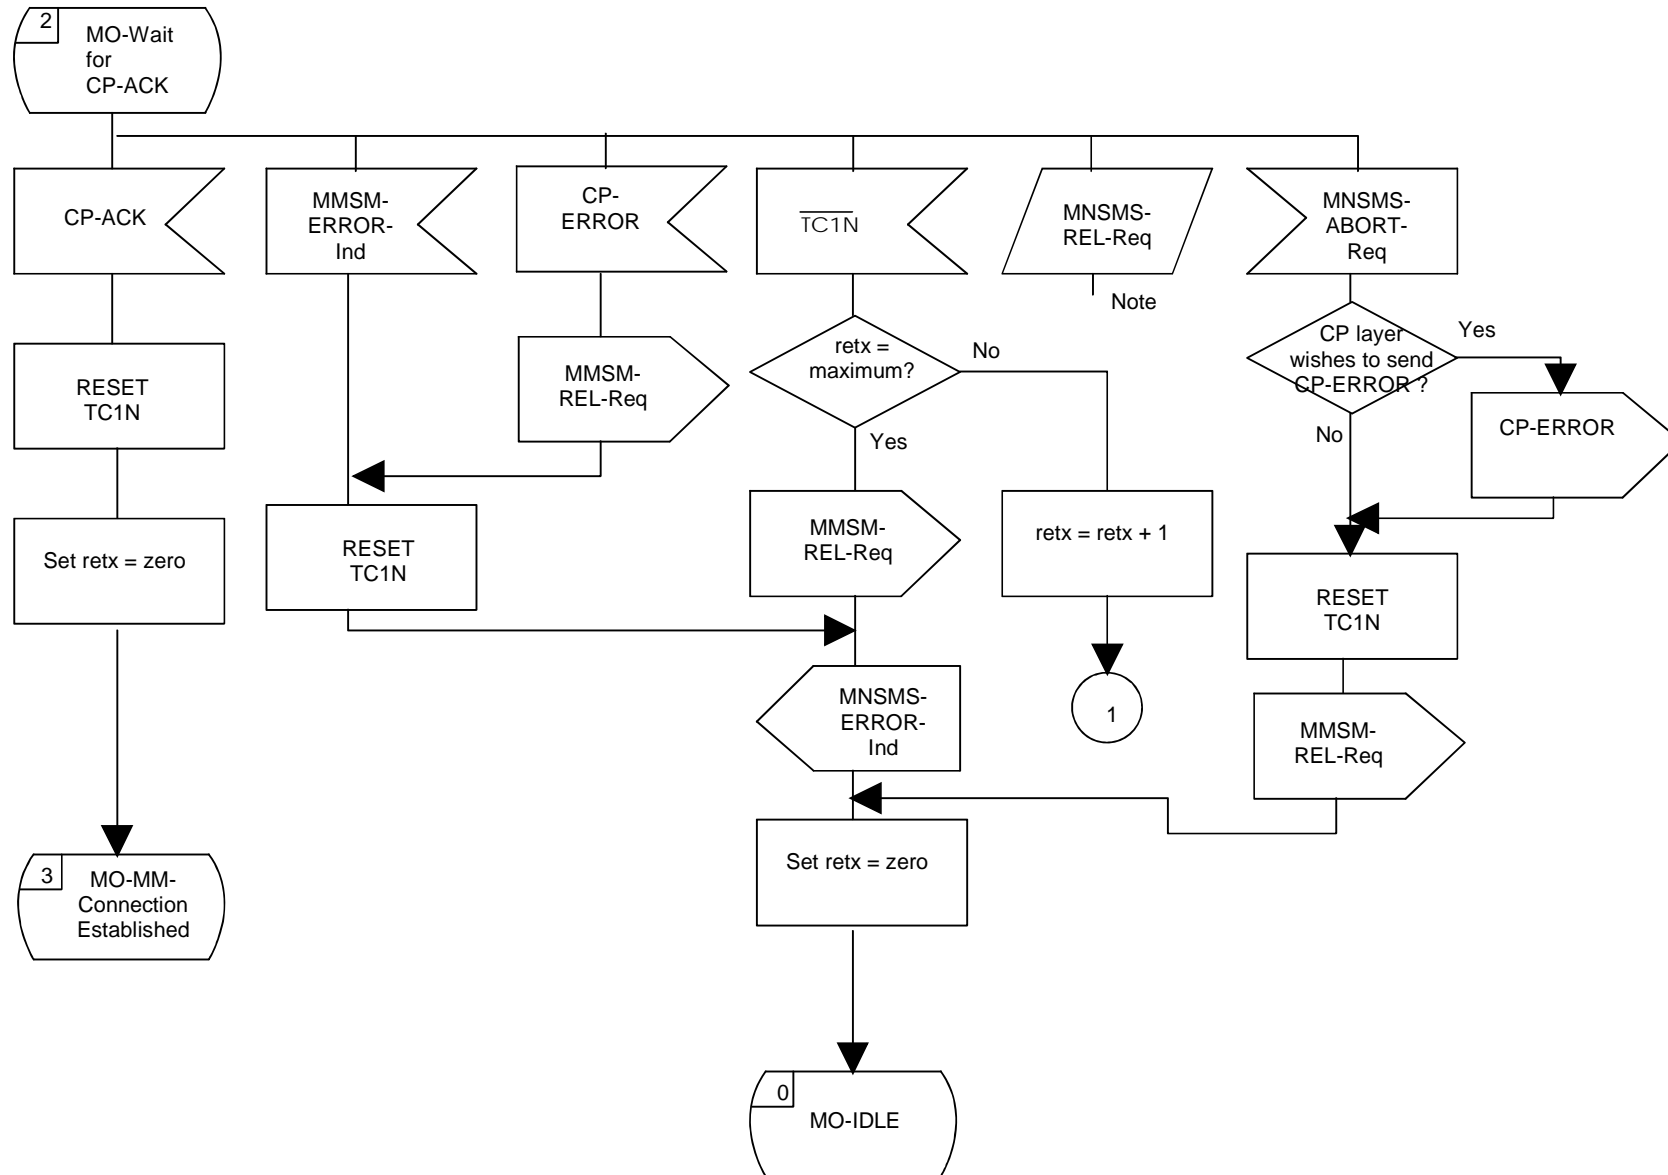 2
MO-Wait
for
CP-ACK
CP-ACK
MMSM-
ERROR-
Ind
CP-
ERROR
TC1N
MNSMS-
REL-Req
Note
MNSMS-
ABORT-
Req
RESET
TC1N
MMSM-
REL-Req
retx =
maximum?
No
Yes
CP layer
wishes to send
CP-ERROR ?
Yes
No
CP-ERROR
Set retx = zero
RESET
TC1N
MMSM-
REL-Req
retx = retx + 1
RESET
TC1N
MNSMS-
ERROR-
Ind
1
MMSM-
REL-Req
Set retx = zero
3
MO-MM-
Connection
Established
0
MO-IDLE